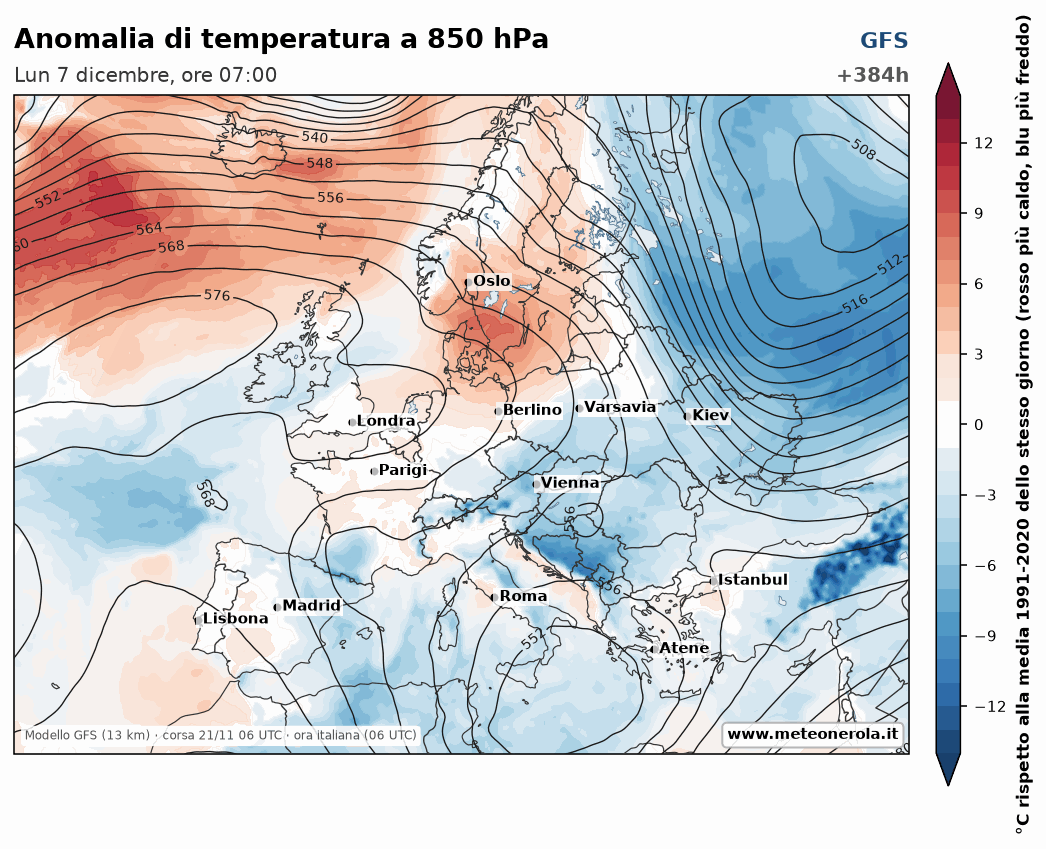 Anomalia di temperatura a 850 hPa
GFS
Lun 7 dicembre, ore 07:00
+384h
540
548
552
556
564
568
576
508
512
516
568
556
556
552
Oslo
Berlino
Varsavia
Kiev
Londra
Parigi
Vienna
Istanbul
Roma
Madrid
Lisbona
Atene
Modello GFS (13 km) · corsa 21/11 06 UTC · ora italiana (06 UTC)
www.meteonerola.it
12
9
6
3
0
−3
−6
−9
−12
°C rispetto alla media 1991-2020 dello stesso giorno (rosso più caldo, blu più freddo)